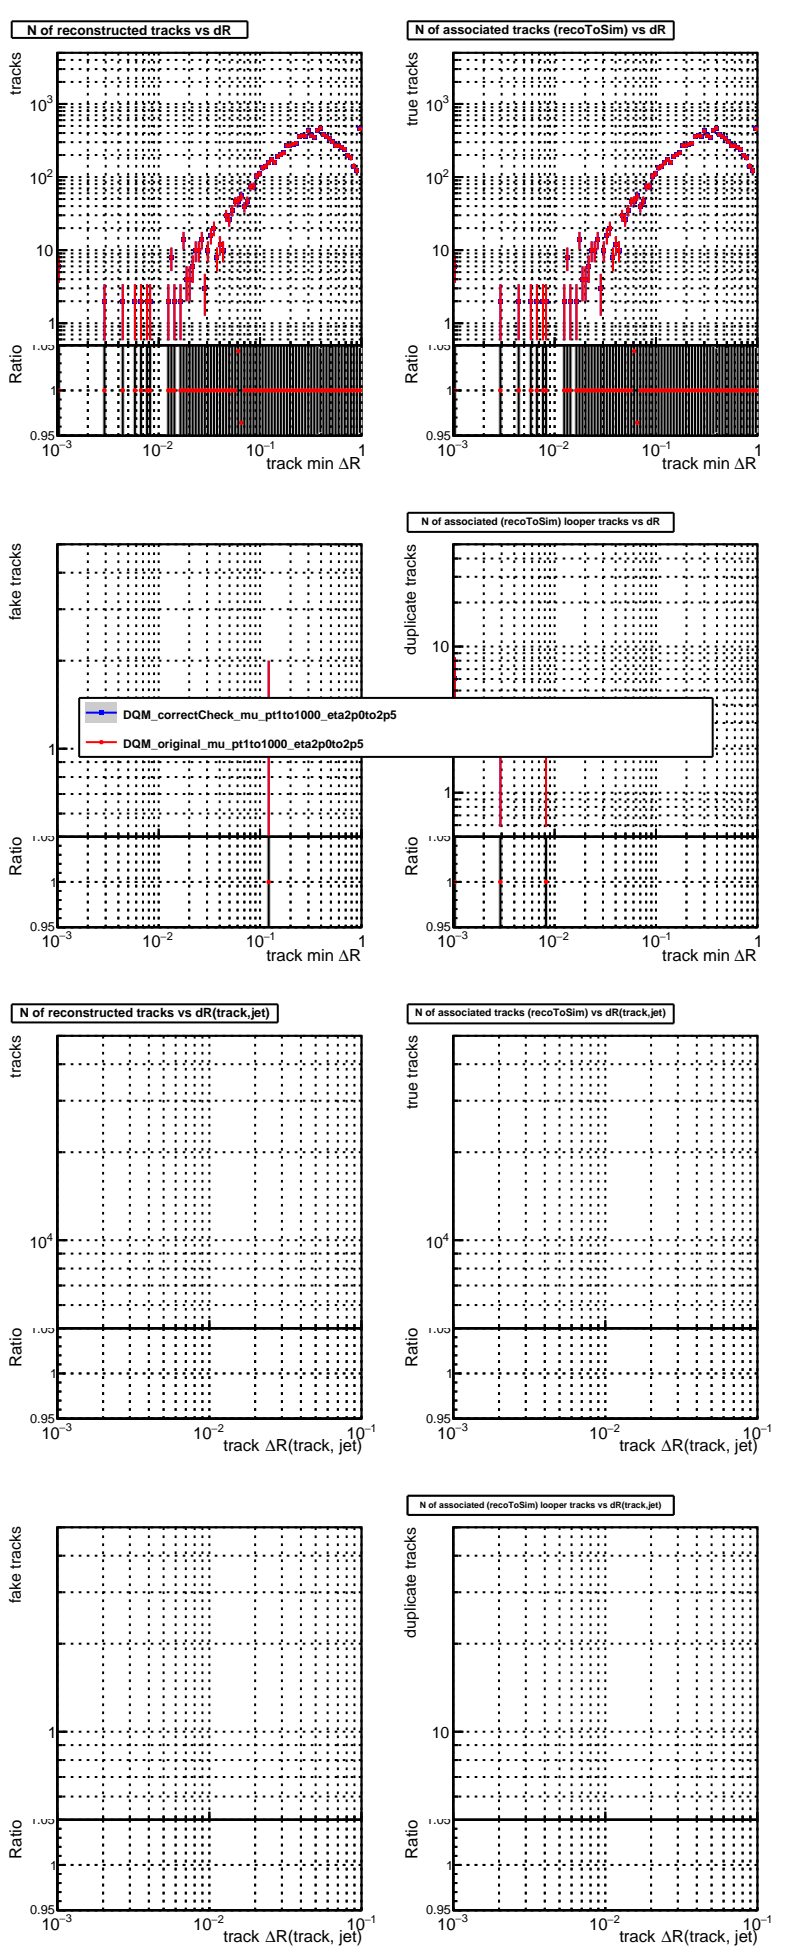 N of reconstructed tracks vs dR
N of associated tracks (recoToSim) vs dR
tracks
10³
10²
10
1
Ratio
1.05
1
0.95
10⁻³
10⁻²
10⁻¹
1
track min ΔR
true tracks
10³
10²
10
1
Ratio
1.05
1
0.95
10⁻³
10⁻²
10⁻¹
1
track min ΔR
N of associated (recoToSim) looper tracks vs dR
fake tracks
1
Ratio
1.05
1
0.95
10⁻³
10⁻²
10⁻¹
1
track min ΔR
duplicate tracks
10
1
Ratio
1.05
1
0.95
10⁻³
10⁻²
10⁻¹
1
track min ΔR
DQM_correctCheck_mu_pt1to1000_eta2p0to2p5
DQM_original_mu_pt1to1000_eta2p0to2p5
N of reconstructed tracks vs dR(track,jet)
N of associated tracks (recoToSim) vs dR(track,jet)
tracks
10⁴
Ratio
1.05
1
0.95
10⁻³
10⁻²
10⁻¹
track ΔR(track, jet)
true tracks
10⁴
Ratio
1.05
1
0.95
10⁻³
10⁻²
10⁻¹
track ΔR(track, jet)
N of associated (recoToSim) looper tracks vs dR(track,jet)
fake tracks
1
Ratio
1.05
1
0.95
10⁻³
10⁻²
10⁻¹
track ΔR(track, jet)
duplicate tracks
10
Ratio
1.05
1
0.95
10⁻³
10⁻²
10⁻¹
track ΔR(track, jet)